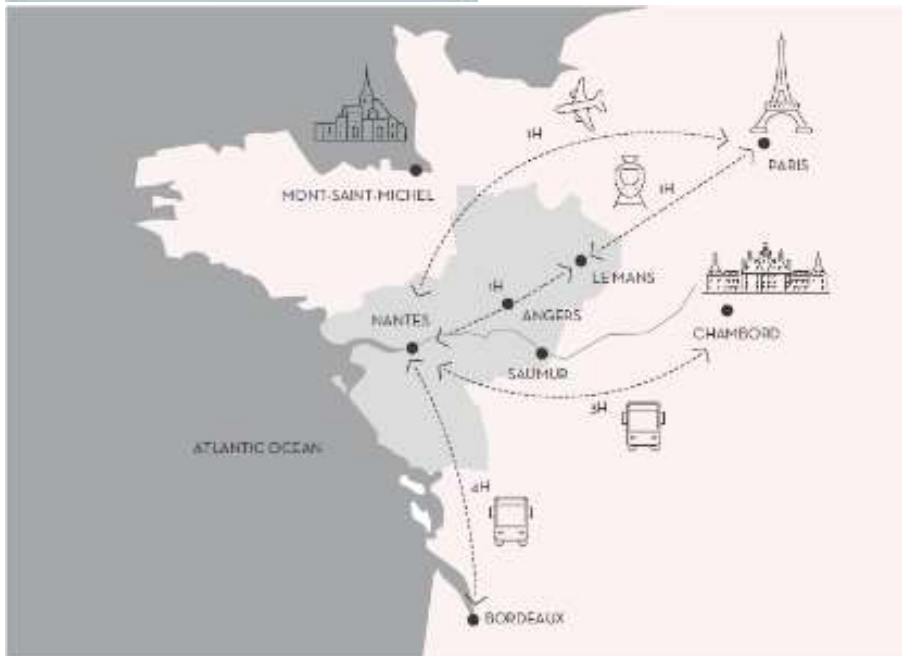 1H
PARIS
MONT-SAINT-MICHEL
1H
LE MANS
1H
NANTES
ANGERS
CHAMBORD
SAUMUR
3H
ATLANTIC OCEAN
4H
BORDEAUX